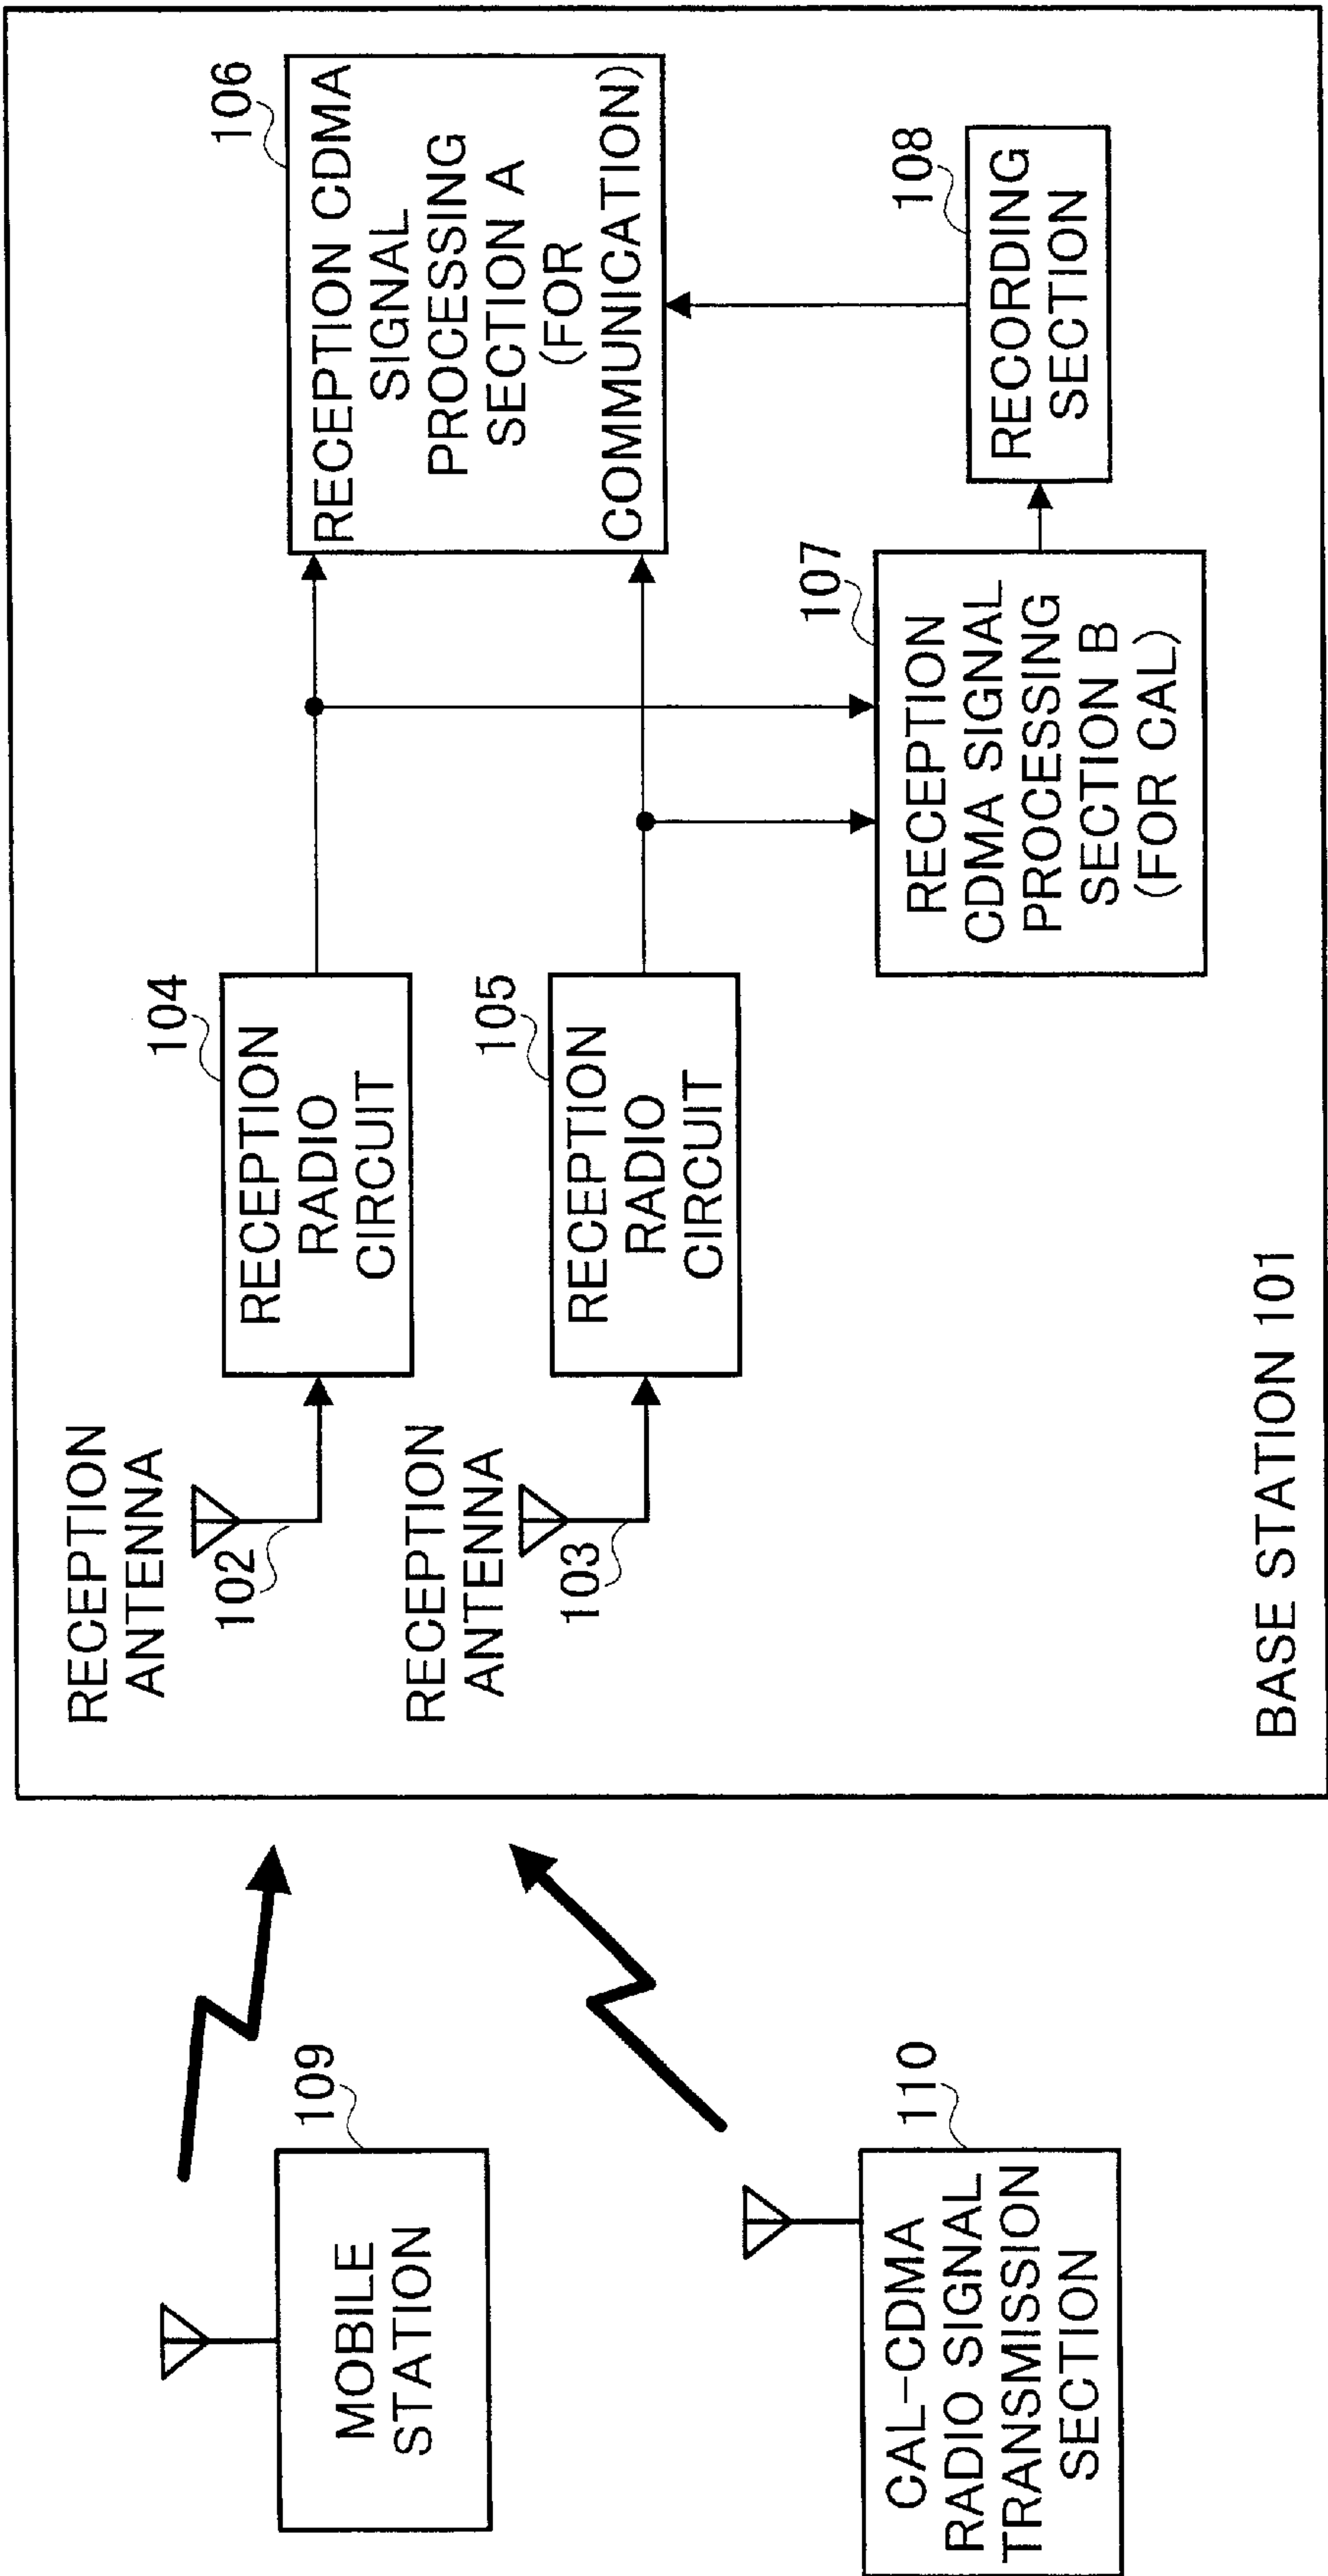 MOBILE
STATION
109
CAL-CDMA
RADIO SIGNAL
TRANSMISSION
SECTION
110
RECEPTION
ANTENNA
102
RECEPTION
ANTENNA
103
RECEPTION
RADIO
CIRCUIT
104
RECEPTION
RADIO
CIRCUIT
105
RECEPTION CDMA
SIGNAL
PROCESSING
SECTION A
(FOR
COMMUNICATION)
106
RECEPTION
CDMA SIGNAL
PROCESSING
SECTION B
(FOR CAL)
107
RECORDING
SECTION
108
BASE STATION 101